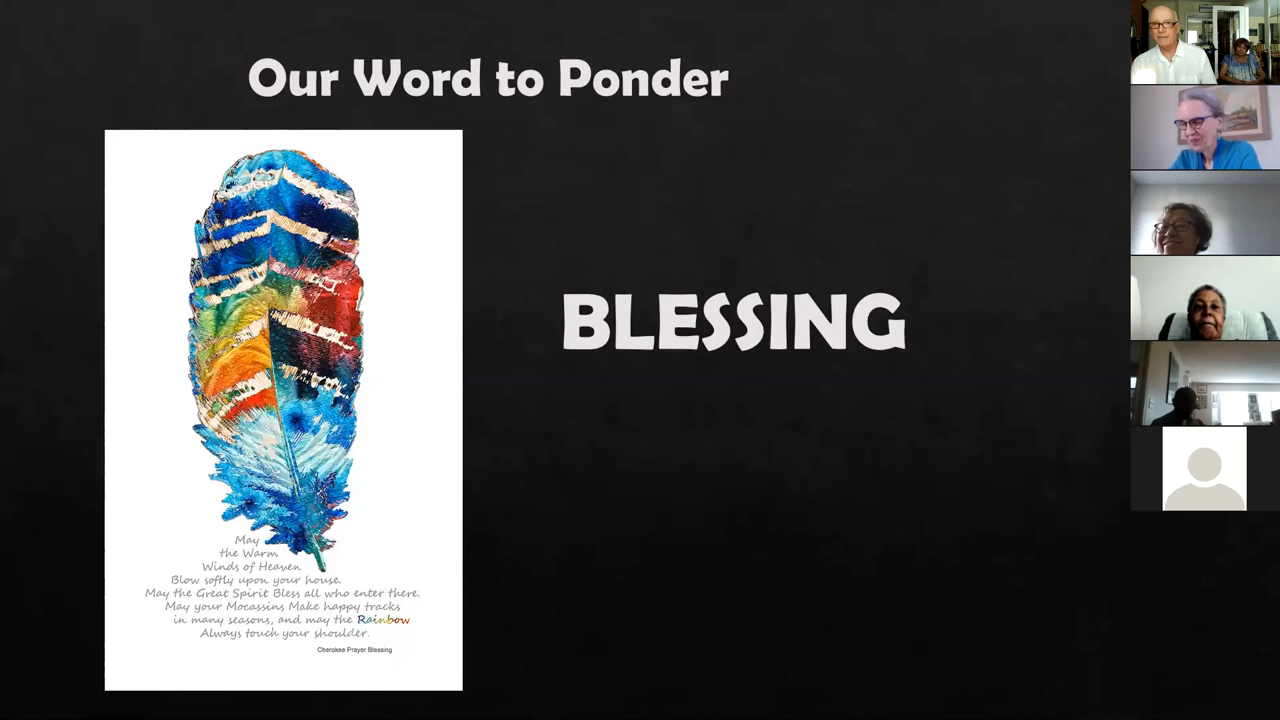 Our Word to Ponder
BLESSING
May
the Warm
Winds of Heaven
Blow softly upon your house.
May the Great Spirit Bless all who enter there.
May your Mocassins Make happy tracks
in many seasons, and may the Rainbow
Always touch your shoulder.
Cherokee Prayer Blessing